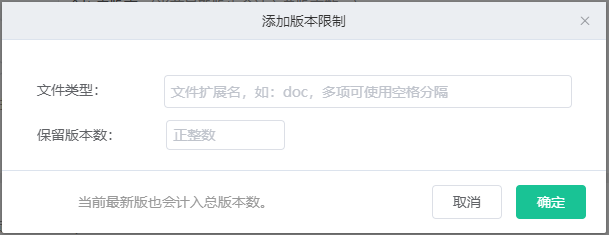 添加版本限制
文件类型：
文件扩展名，如：doc，多项可使用空格分隔
保留版本数：
正整数
当前最新版也会计入总版本数。
取消
确定